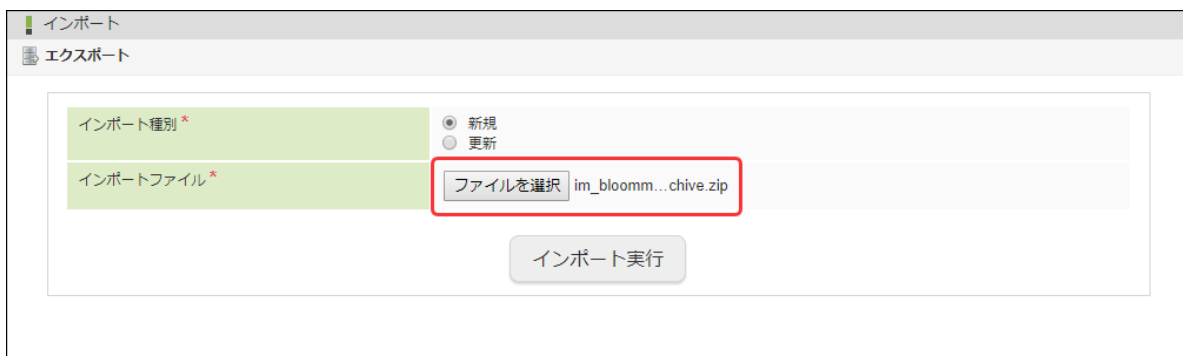 インポート
エクスポート
インポート種別 *
新規
更新
インポートファイル *
ファイルを選択 im_bloomm…chive.zip
インポート実行